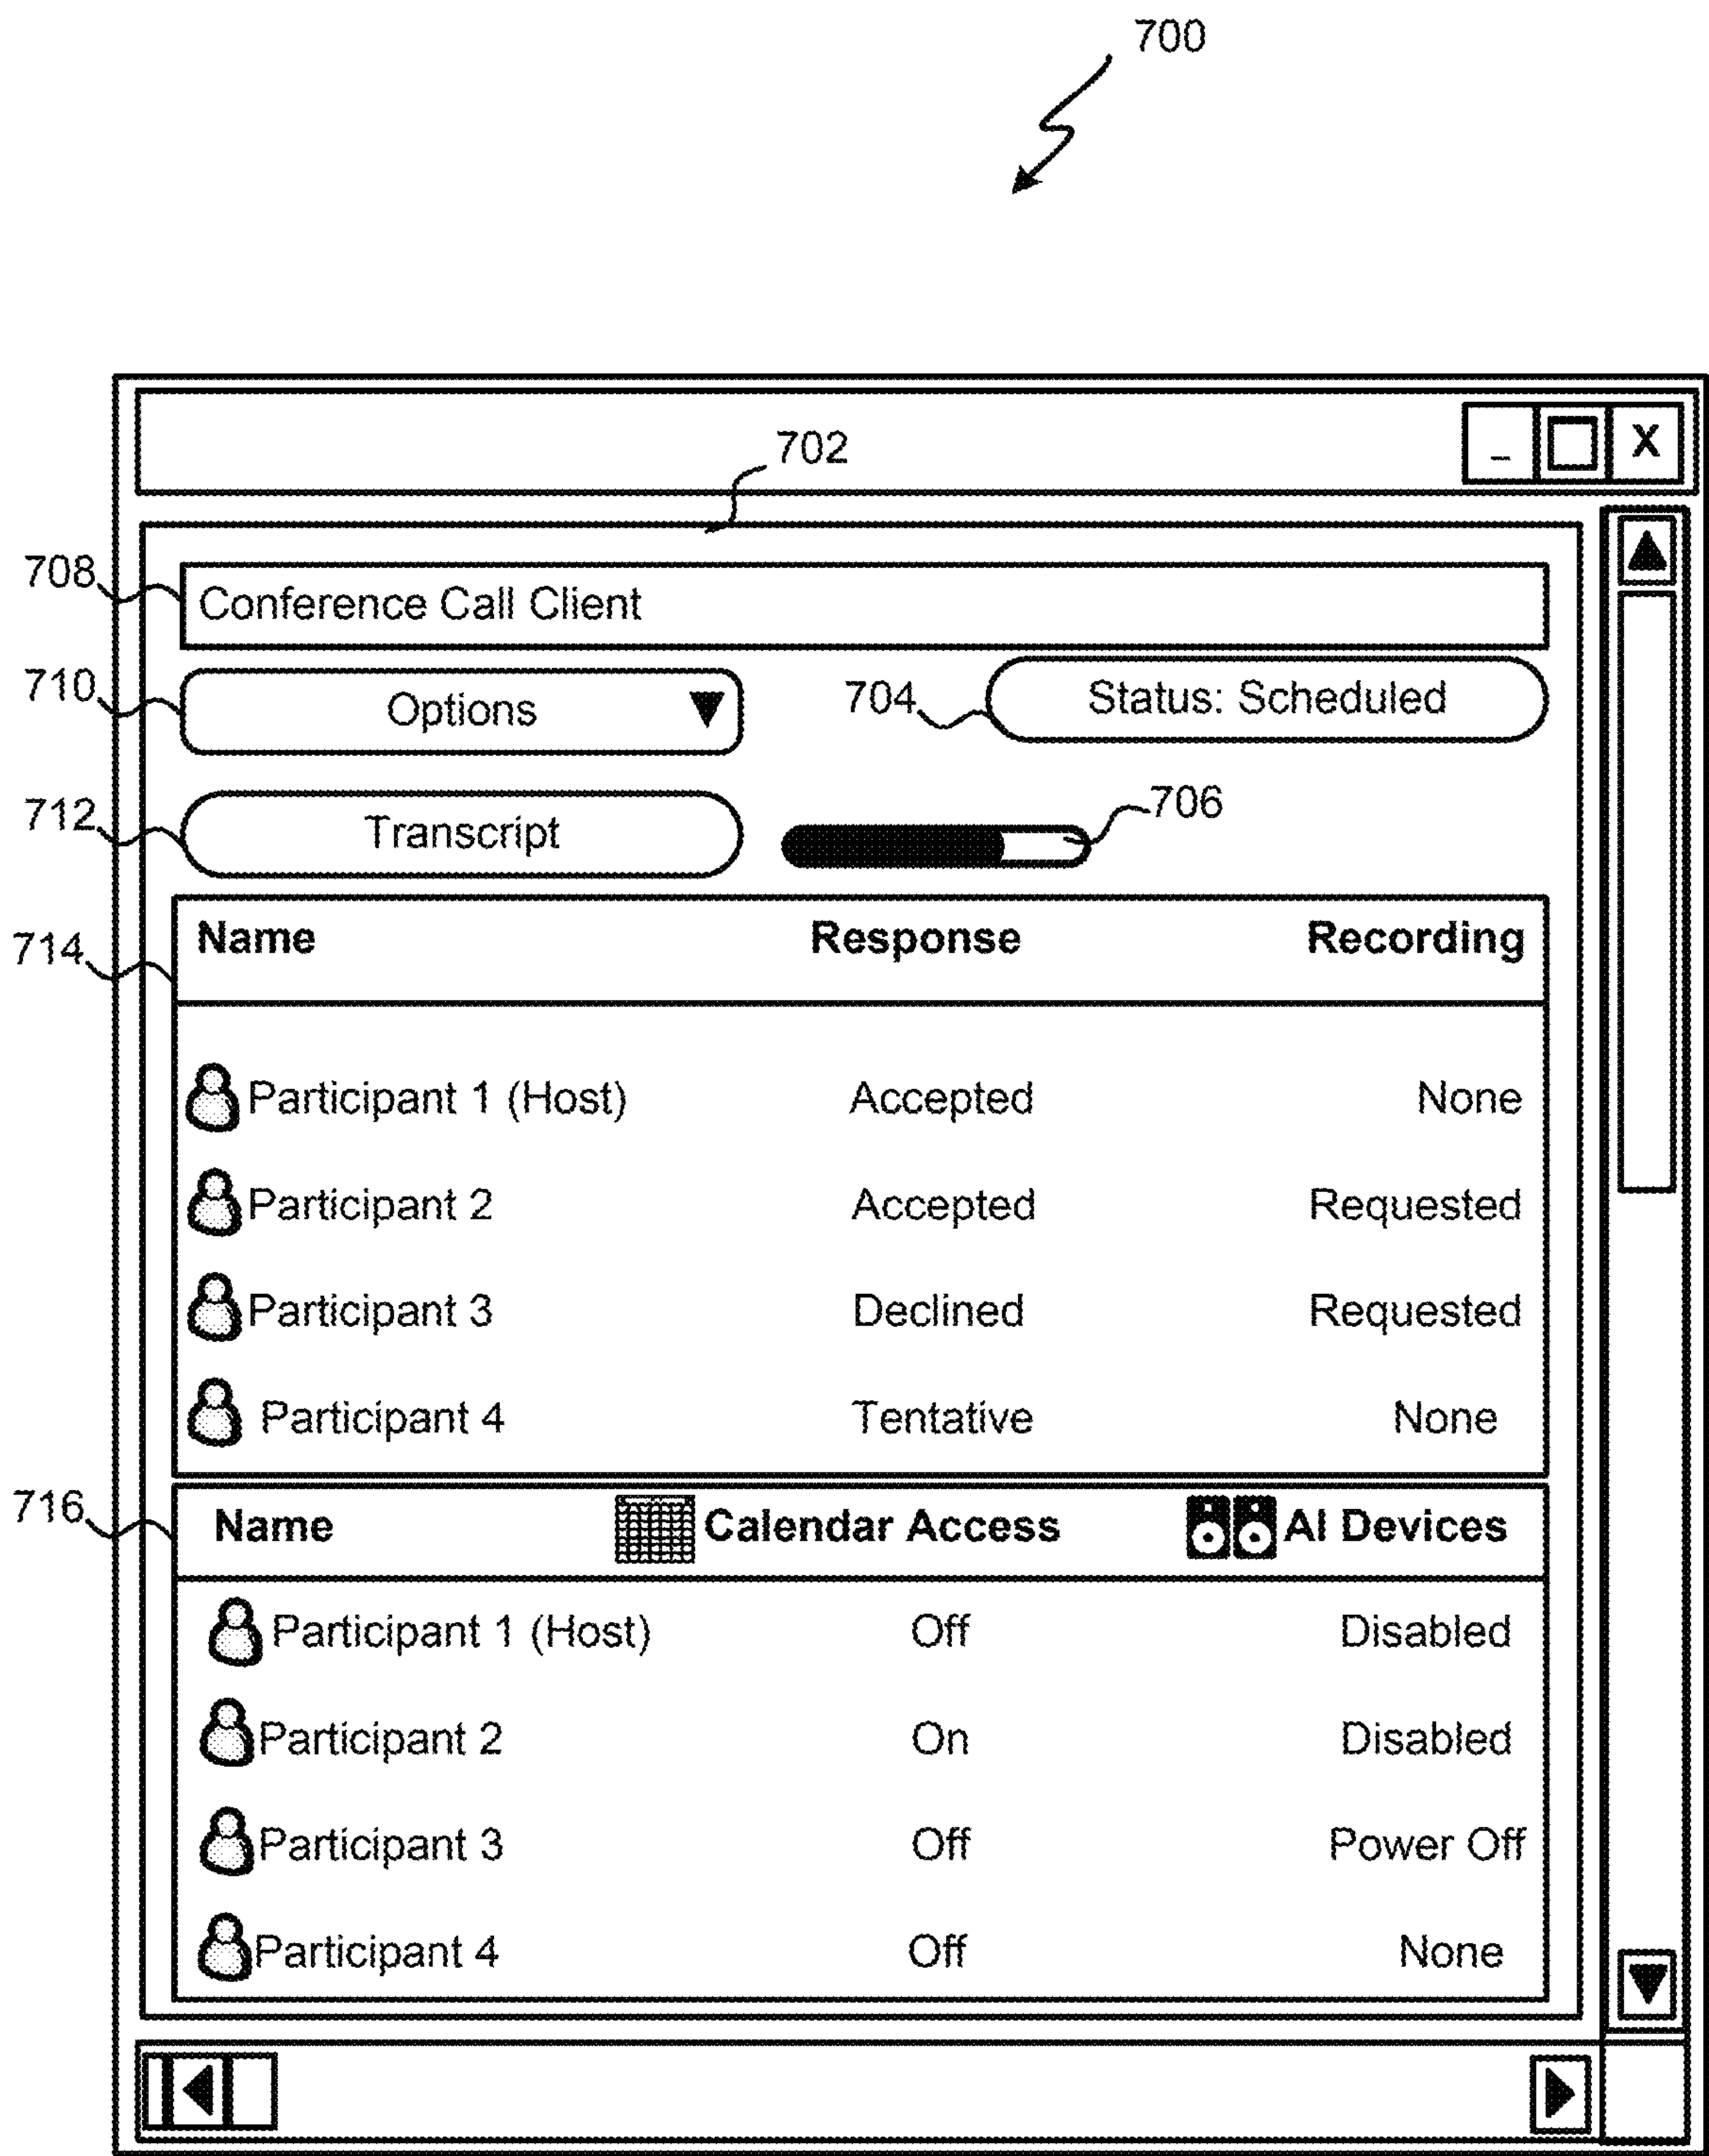 700
_ X
702
708
Conference Call Client
710
Options
704
Status: Scheduled
712
Transcript
706
714
Name Response Recording
Participant 1 (Host) Accepted None
Participant 2 Accepted Requested
Participant 3 Declined Requested
Participant 4 Tentative None
716
Name Calendar Access AI Devices
Participant 1 (Host) Off Disabled
Participant 2 On Disabled
Participant 3 Off Power Off
Participant 4 Off None